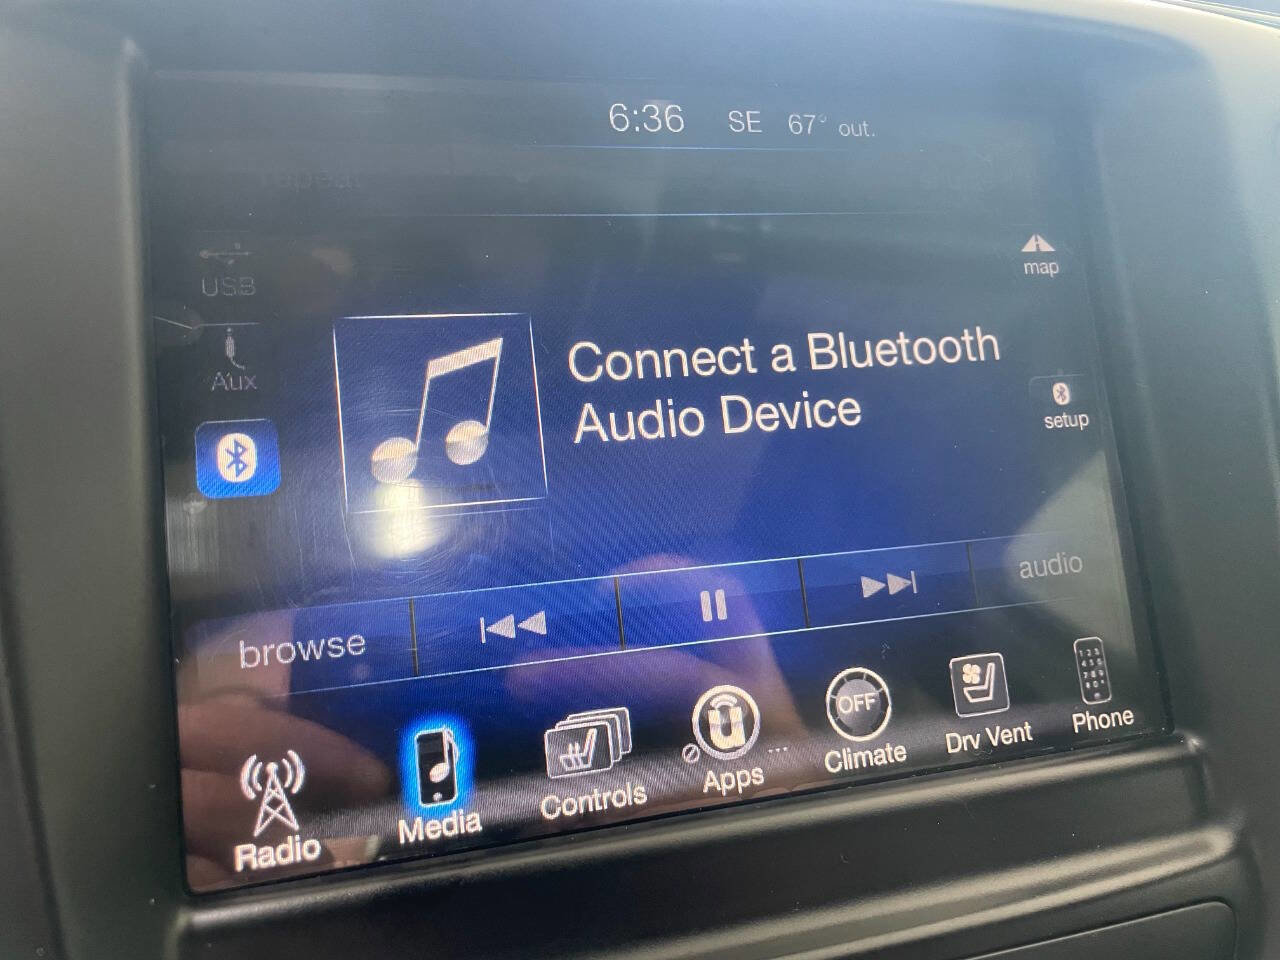 6:36 SE 67° out.
repeat
USB
map
Aux
Connect a Bluetooth
Audio Device
setup
browse
audio
OFF
Radio
Media
Controls
Apps
...
Climate
Drv Vent
Phone